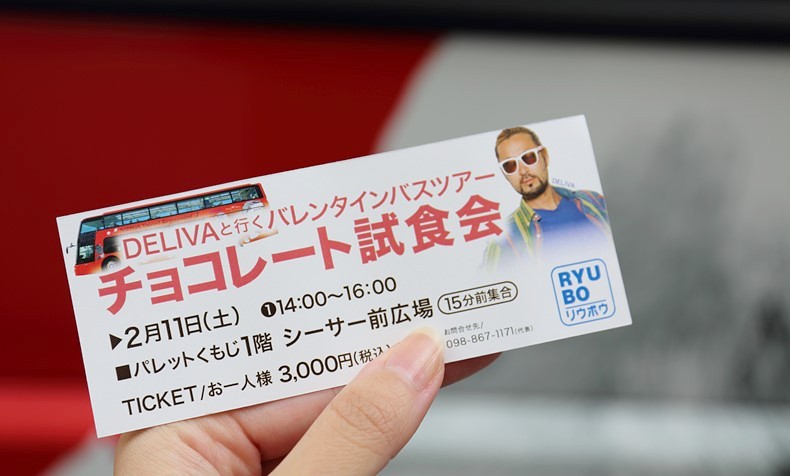 DELIVAと行くバレンタインバスツアー
チョコレート試食会
DELIVA
▶2月11日(土) ❶14:00〜16:00
■パレットくもじ1階 シーサー前広場 15分前集合
TICKET/お一人様 3,000円(税込)
お問合せ先/
098-867-1171(代表)
RYU
BO
リウボウ